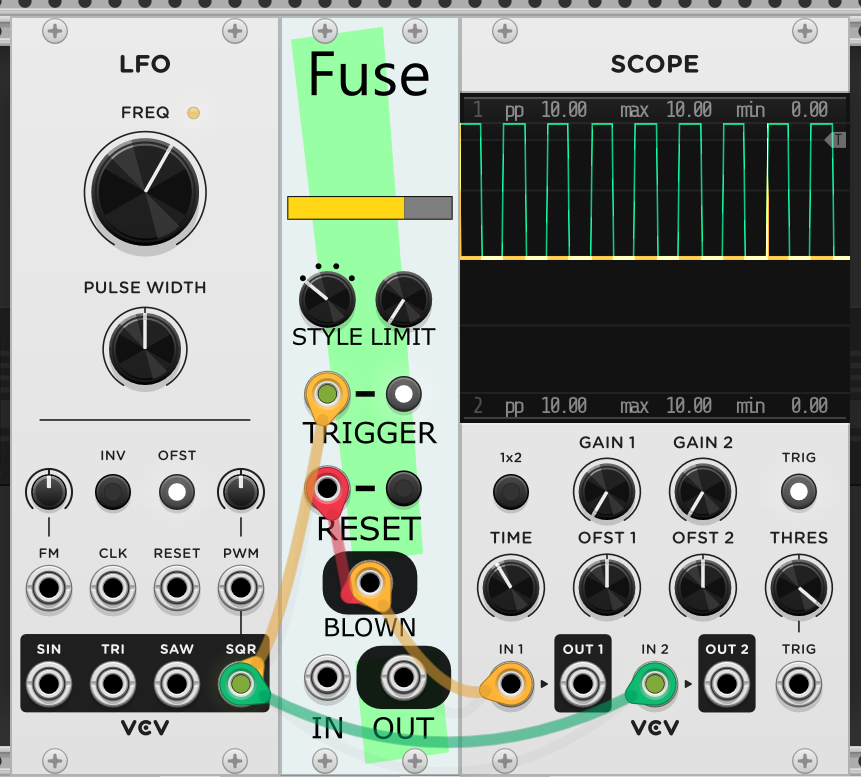 LFO
FREQ
PULSE WIDTH
INV OFST
FM CLK RESET PWM
SIN TRI SAW SQR
VCV
Fuse
STYLE LIMIT
TRIGGER
RESET
BLOWN
IN OUT
SCOPE
1 pp 10.00 max 10.00 min 0.00
T
2 pp 10.00 max 10.00 min 0.00
1x2 GAIN 1 GAIN 2 TRIG
TIME OFST 1 OFST 2 THRES
IN 1 OUT 1 IN 2 OUT 2 TRIG
VCV